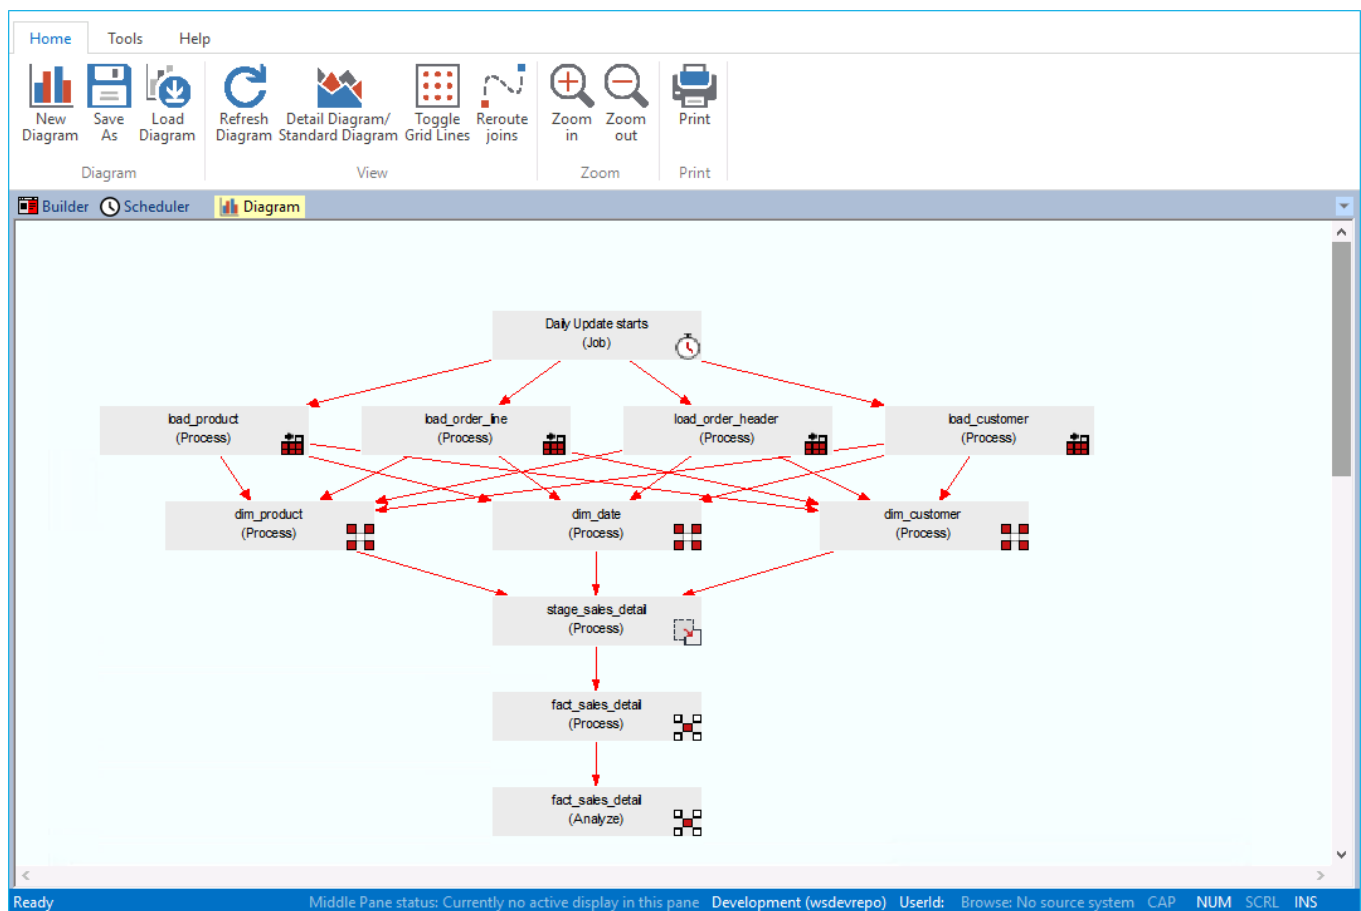 Home Tools Help
New Diagram
Save As
Load Diagram
Refresh Diagram
Detail Diagram/ Standard Diagram
Toggle Grid Lines
Reroute joins
Zoom in
Zoom out
Print
Diagram View Zoom Print
Builder Scheduler Diagram
Daily Update starts
(Job)
load_product
(Process)
load_order_line
(Process)
load_order_header
(Process)
load_customer
(Process)
dim_product
(Process)
dim_date
(Process)
dim_customer
(Process)
stage_sales_detail
(Process)
fact_sales_detail
(Process)
fact_sales_detail
(Analyze)
Ready Middle Pane status: Currently no active display in this pane Development (wsdevrepo) UserId: Browse: No source system CAP NUM SCRL INS